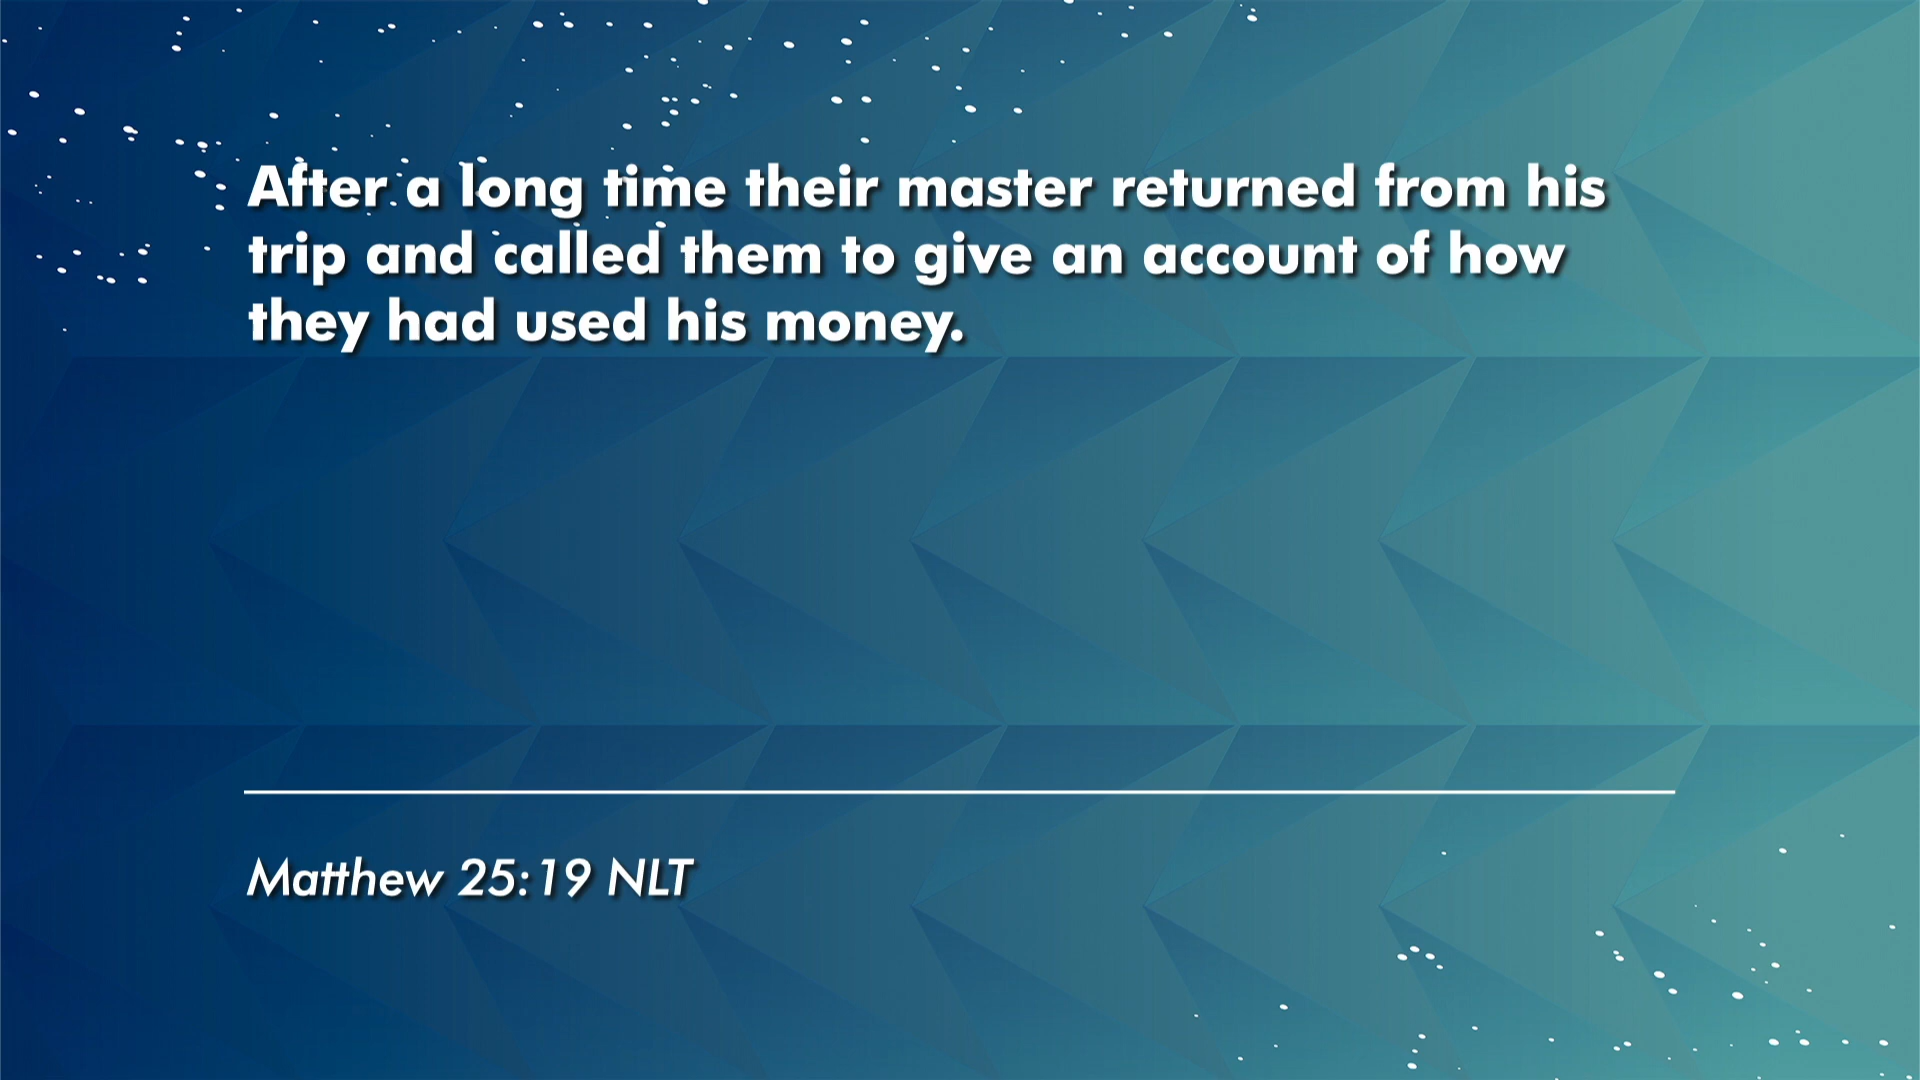 After a long time their master returned from his
trip and called them to give an account of how
they had used his money.
Matthew 25:19 NLT